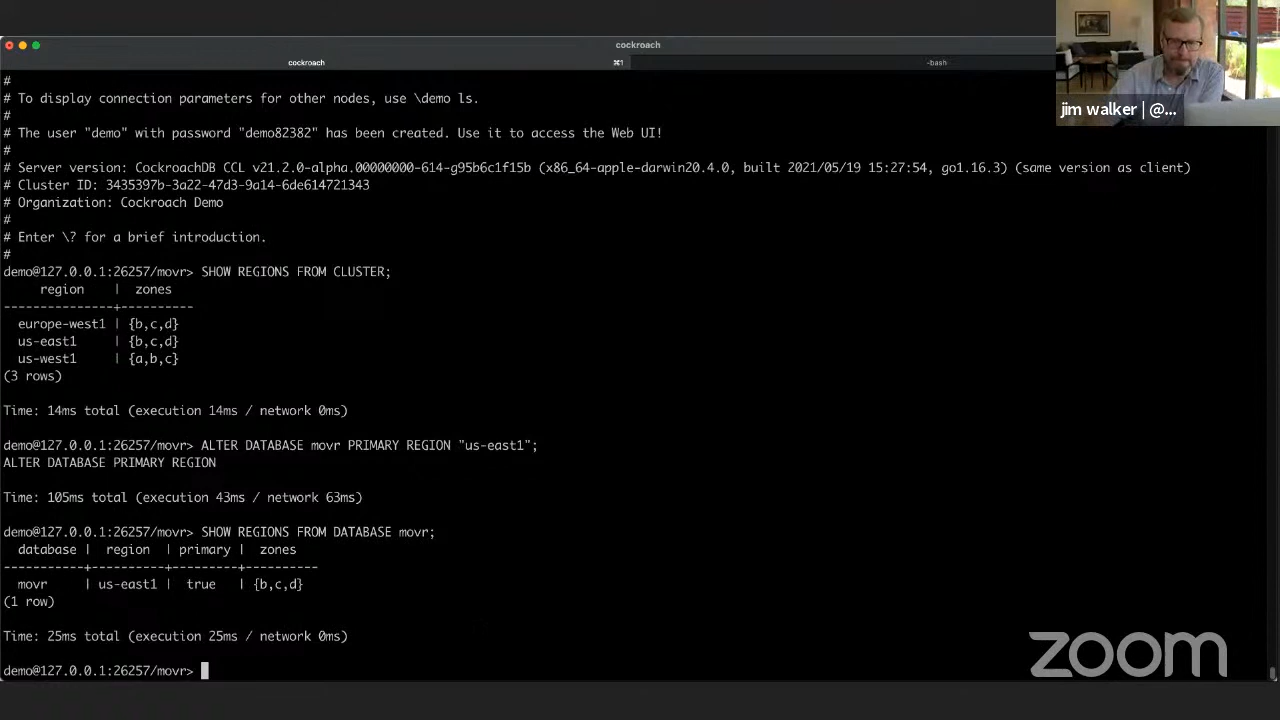 cockroach
cockroach ⌘1 -bash
#
# To display connection parameters for other nodes, use \demo ls.
#
# The user "demo" with password "demo82382" has been created. Use it to access the Web UI!
#
# Server version: CockroachDB CCL v21.2.0-alpha.00000000-614-g95b6c1f15b (x86_64-apple-darwin20.4.0, built 2021/05/19 15:27:54, go1.16.3) (same version as client)
# Cluster ID: 3435397b-3a22-47d3-9a14-6de614721343
# Organization: Cockroach Demo
#
# Enter \? for a brief introduction.
#
demo@127.0.0.1:26257/movr> SHOW REGIONS FROM CLUSTER;
region | zones
---------------+----------
europe-west1 | {b,c,d}
us-east1 | {b,c,d}
us-west1 | {a,b,c}
(3 rows)
Time: 14ms total (execution 14ms / network 0ms)
demo@127.0.0.1:26257/movr> ALTER DATABASE movr PRIMARY REGION "us-east1";
ALTER DATABASE PRIMARY REGION
Time: 105ms total (execution 43ms / network 63ms)
demo@127.0.0.1:26257/movr> SHOW REGIONS FROM DATABASE movr;
database | region | primary | zones
-----------+----------+---------+----------
movr | us-east1 | true | {b,c,d}
(1 row)
Time: 25ms total (execution 25ms / network 0ms)
demo@127.0.0.1:26257/movr>
jim walker | @...
zoom